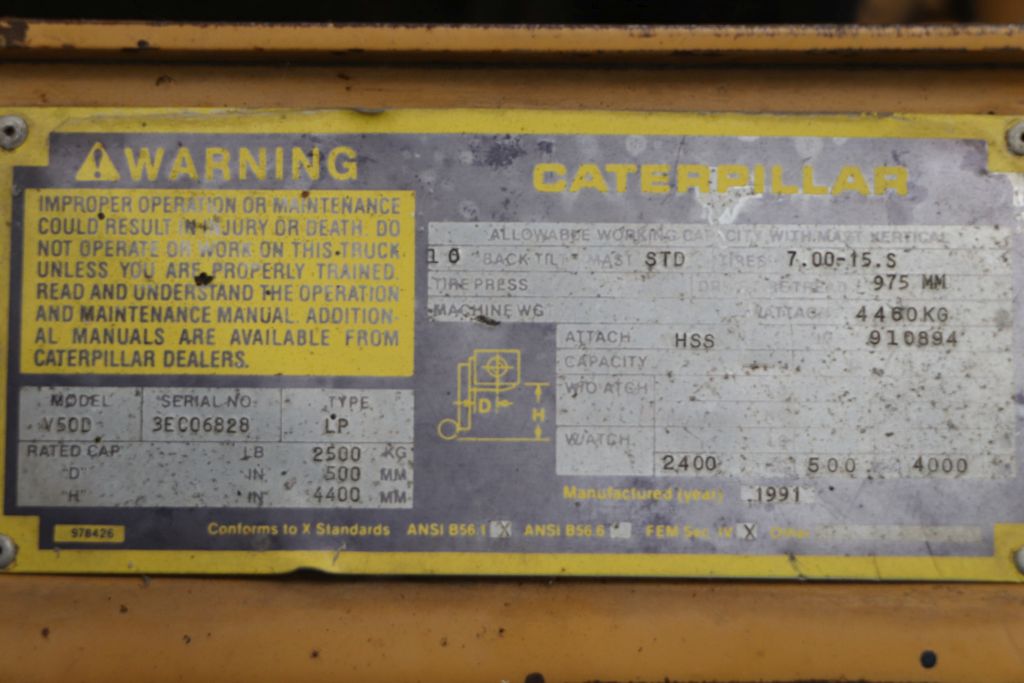 WARNING
IMPROPER OPERATION OR MAINTENANCE
COULD RESULT IN INJURY OR DEATH. DO
NOT OPERATE OR WORK ON THIS TRUCK
UNLESS YOU ARE PROPERLY TRAINED.
READ AND UNDERSTAND THE OPERATION
AND MAINTENANCE MANUAL. ADDITION-
AL MANUALS ARE AVAILABLE FROM
CATERPILLAR DEALERS.
MODEL SERIAL NO TYPE
V50D 3EC06828 LP
RATED CAP LB 2500 KG
"D" IN 500 MM
"H" IN 4400 MM
978426
CATERPILLAR
ALLOWABLE WORKING CAPACITY WITH MAST VERTICAL
10 °BACK TILT MAST STD TIRES 7.00-15.S
TIRE PRESS 975 MM
MACHINE WG 4460KG
ATTACH. HSS 910894
CAPACITY
W/O ATCH
W/ATCH.
2400 500 4000
D
H
Manufactured (year) 1991
Conforms to X Standards ANSI B56.1 X ANSI B56.6 FEM Sec. IV X Other